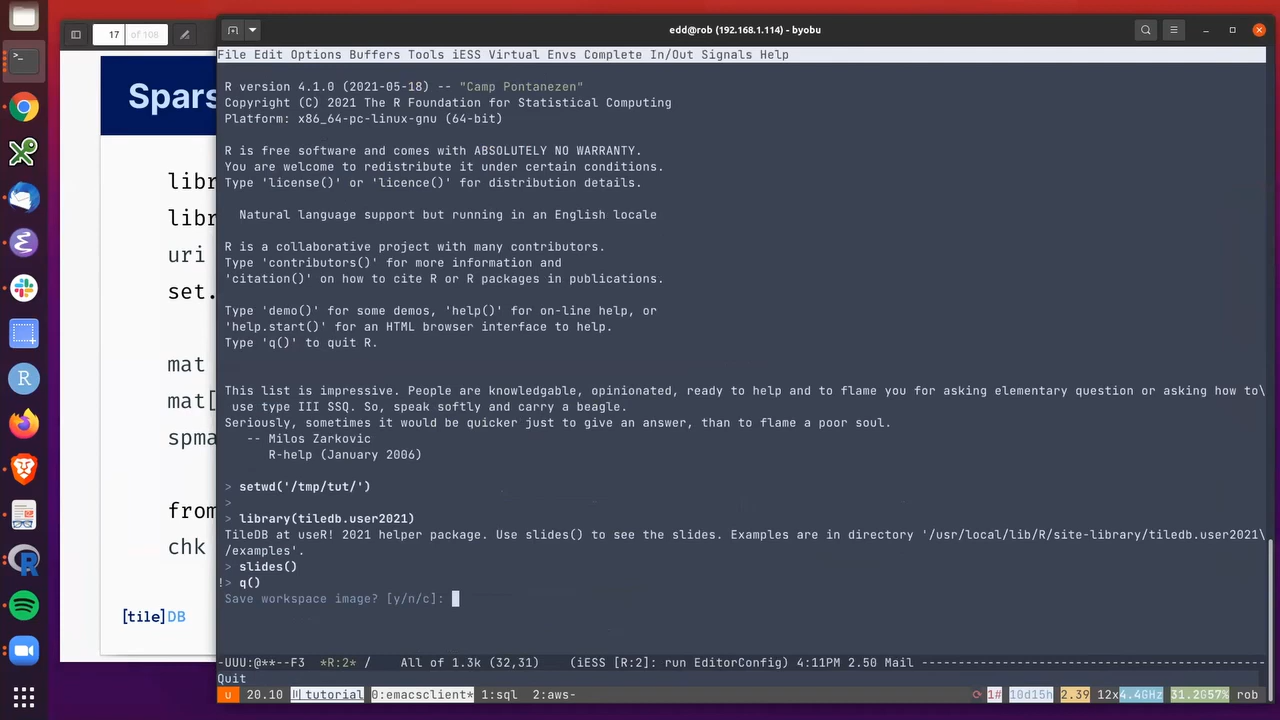 17 of 108
edd@rob (192.168.1.114) - byobu
File Edit Options Buffers Tools iESS Virtual Envs Complete In/Out Signals Help
R version 4.1.0 (2021-05-18) -- "Camp Pontanezen"
Copyright (C) 2021 The R Foundation for Statistical Computing
Platform: x86_64-pc-linux-gnu (64-bit)
R is free software and comes with ABSOLUTELY NO WARRANTY.
You are welcome to redistribute it under certain conditions.
Type 'license()' or 'licence()' for distribution details.
Natural language support but running in an English locale
R is a collaborative project with many contributors.
Type 'contributors()' for more information and
'citation()' on how to cite R or R packages in publications.
Type 'demo()' for some demos, 'help()' for on-line help, or
'help.start()' for an HTML browser interface to help.
Type 'q()' to quit R.
This list is impressive. People are knowledgable, opinionated, ready to help and to flame you for asking elementary question or asking how to\
use type III SSQ. So, speak softly and carry a beagle.
Seriously, sometimes it would be quicker just to give an answer, than to flame a poor soul.
-- Milos Zarkovic
R-help (January 2006)
> setwd('/tmp/tut/')
>
> library(tiledb.user2021)
TileDB at useR! 2021 helper package. Use slides() to see the slides. Examples are in directory '/usr/local/lib/R/site-library/tiledb.user2021\
/examples'.
> slides()
!> q()
Save workspace image? [y/n/c]:
-UUU:@**--F3 *R:2* / All of 1.3k (32,31) (iESS [R:2]: run EditorConfig) 4:11PM 2.50 Mail ----------------------------------------------
Quit
u 20.10 tutorial 0:emacsclient* 1:sql 2:aws- 1# 10d15h 2.39 12x4.4GHz 31.2G57% rob
Spars
libr
libr
uri
set.
mat
mat[
spma
from
chk
[tile]DB